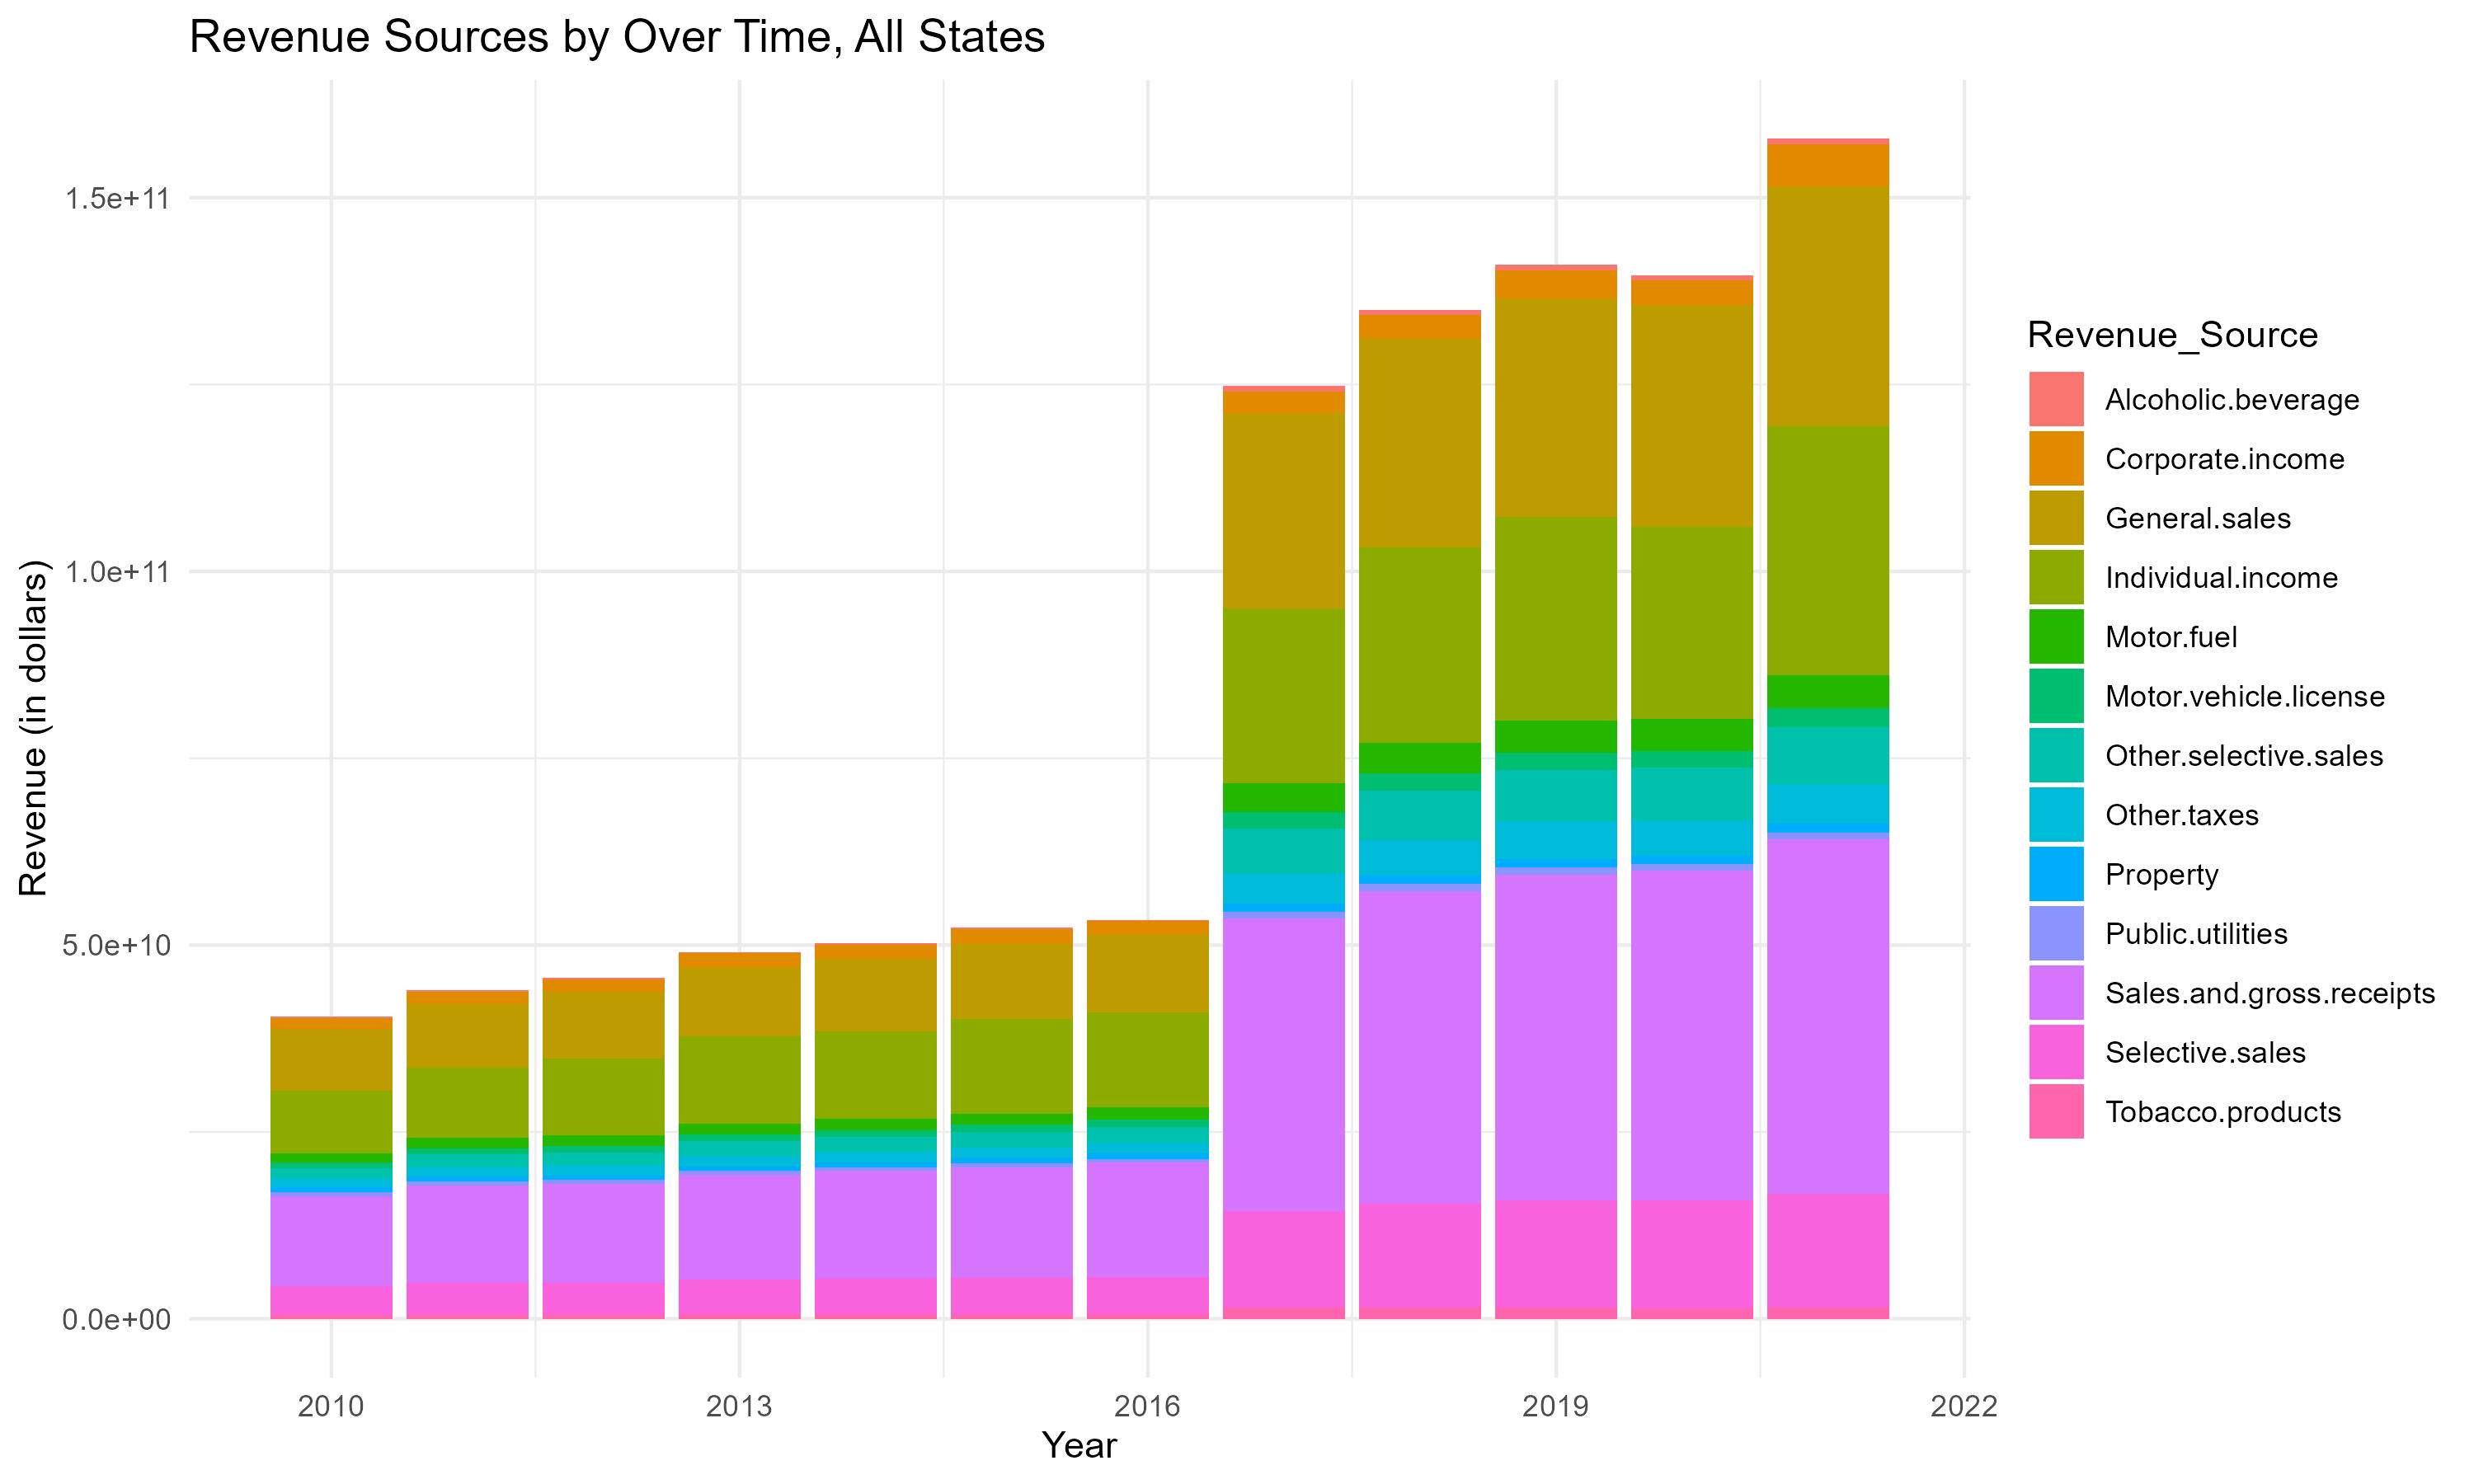 Revenue Sources by Over Time, All States
Revenue (in dollars)
1.5e+11
1.0e+11
5.0e+10
0.0e+00
2010
2013
2016
2019
2022
Year
Revenue_Source
Alcoholic.beverage
Corporate.income
General.sales
Individual.income
Motor.fuel
Motor.vehicle.license
Other.selective.sales
Other.taxes
Property
Public.utilities
Sales.and.gross.receipts
Selective.sales
Tobacco.products